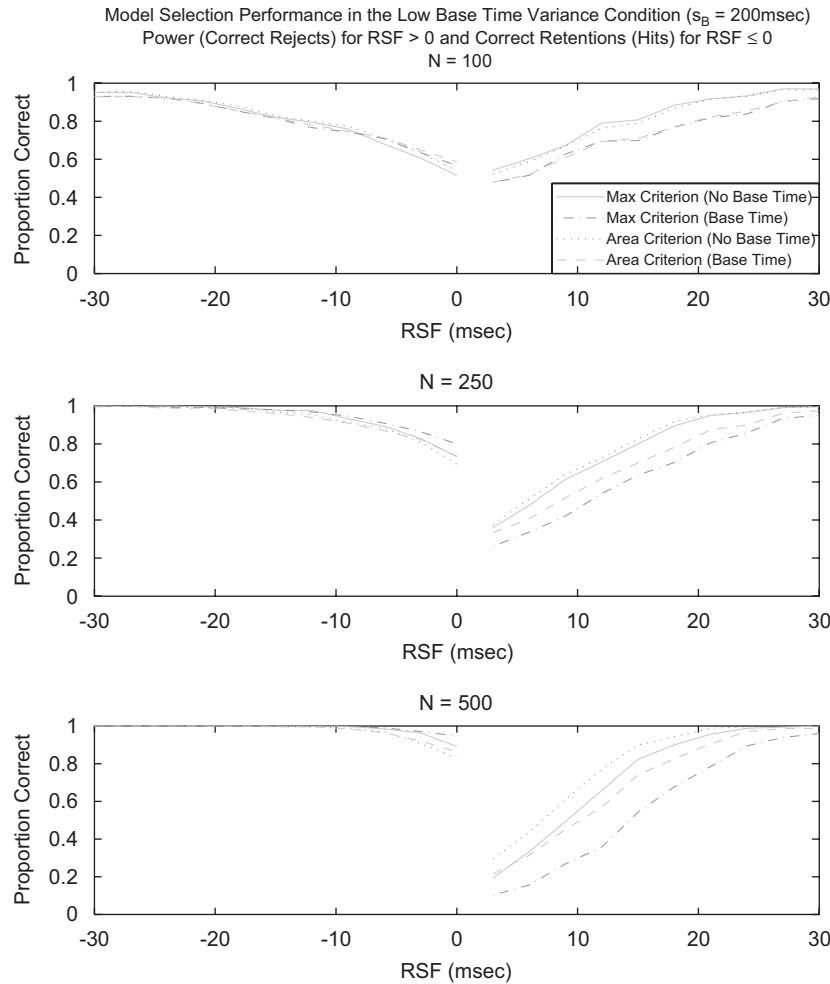 Model Selection Performance in the Low Base Time Variance Condition (sB = 200msec)
Power (Correct Rejects) for RSF > 0 and Correct Retentions (Hits) for RSF ≤ 0
N = 100
1
0.8
0.6
0.4
0.2
0
Proportion Correct
Max Criterion (No Base Time)
Max Criterion (Base Time)
Area Criterion (No Base Time)
Area Criterion (Base Time)
-30 -20 -10 0 10 20 30
RSF (msec)
N = 250
1
0.8
0.6
0.4
0.2
0
Proportion Correct
-30 -20 -10 0 10 20 30
RSF (msec)
N = 500
1
0.8
0.6
0.4
0.2
0
Proportion Correct
-30 -20 -10 0 10 20 30
RSF (msec)